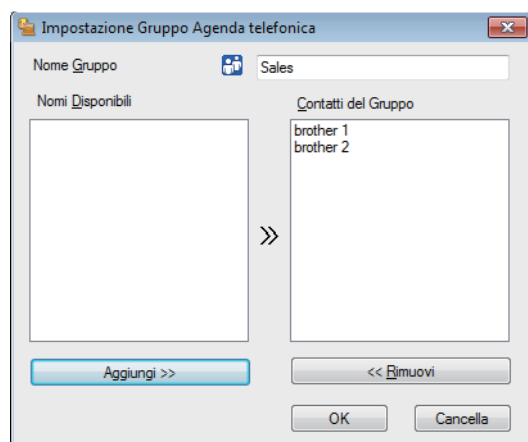 Impostazione Gruppo Agenda telefonica
Nome Gruppo
Sales
Nomi Disponibili
Contatti del Gruppo
brother 1
brother 2
Aggiungi >>
<< Rimuovi
OK
Cancella